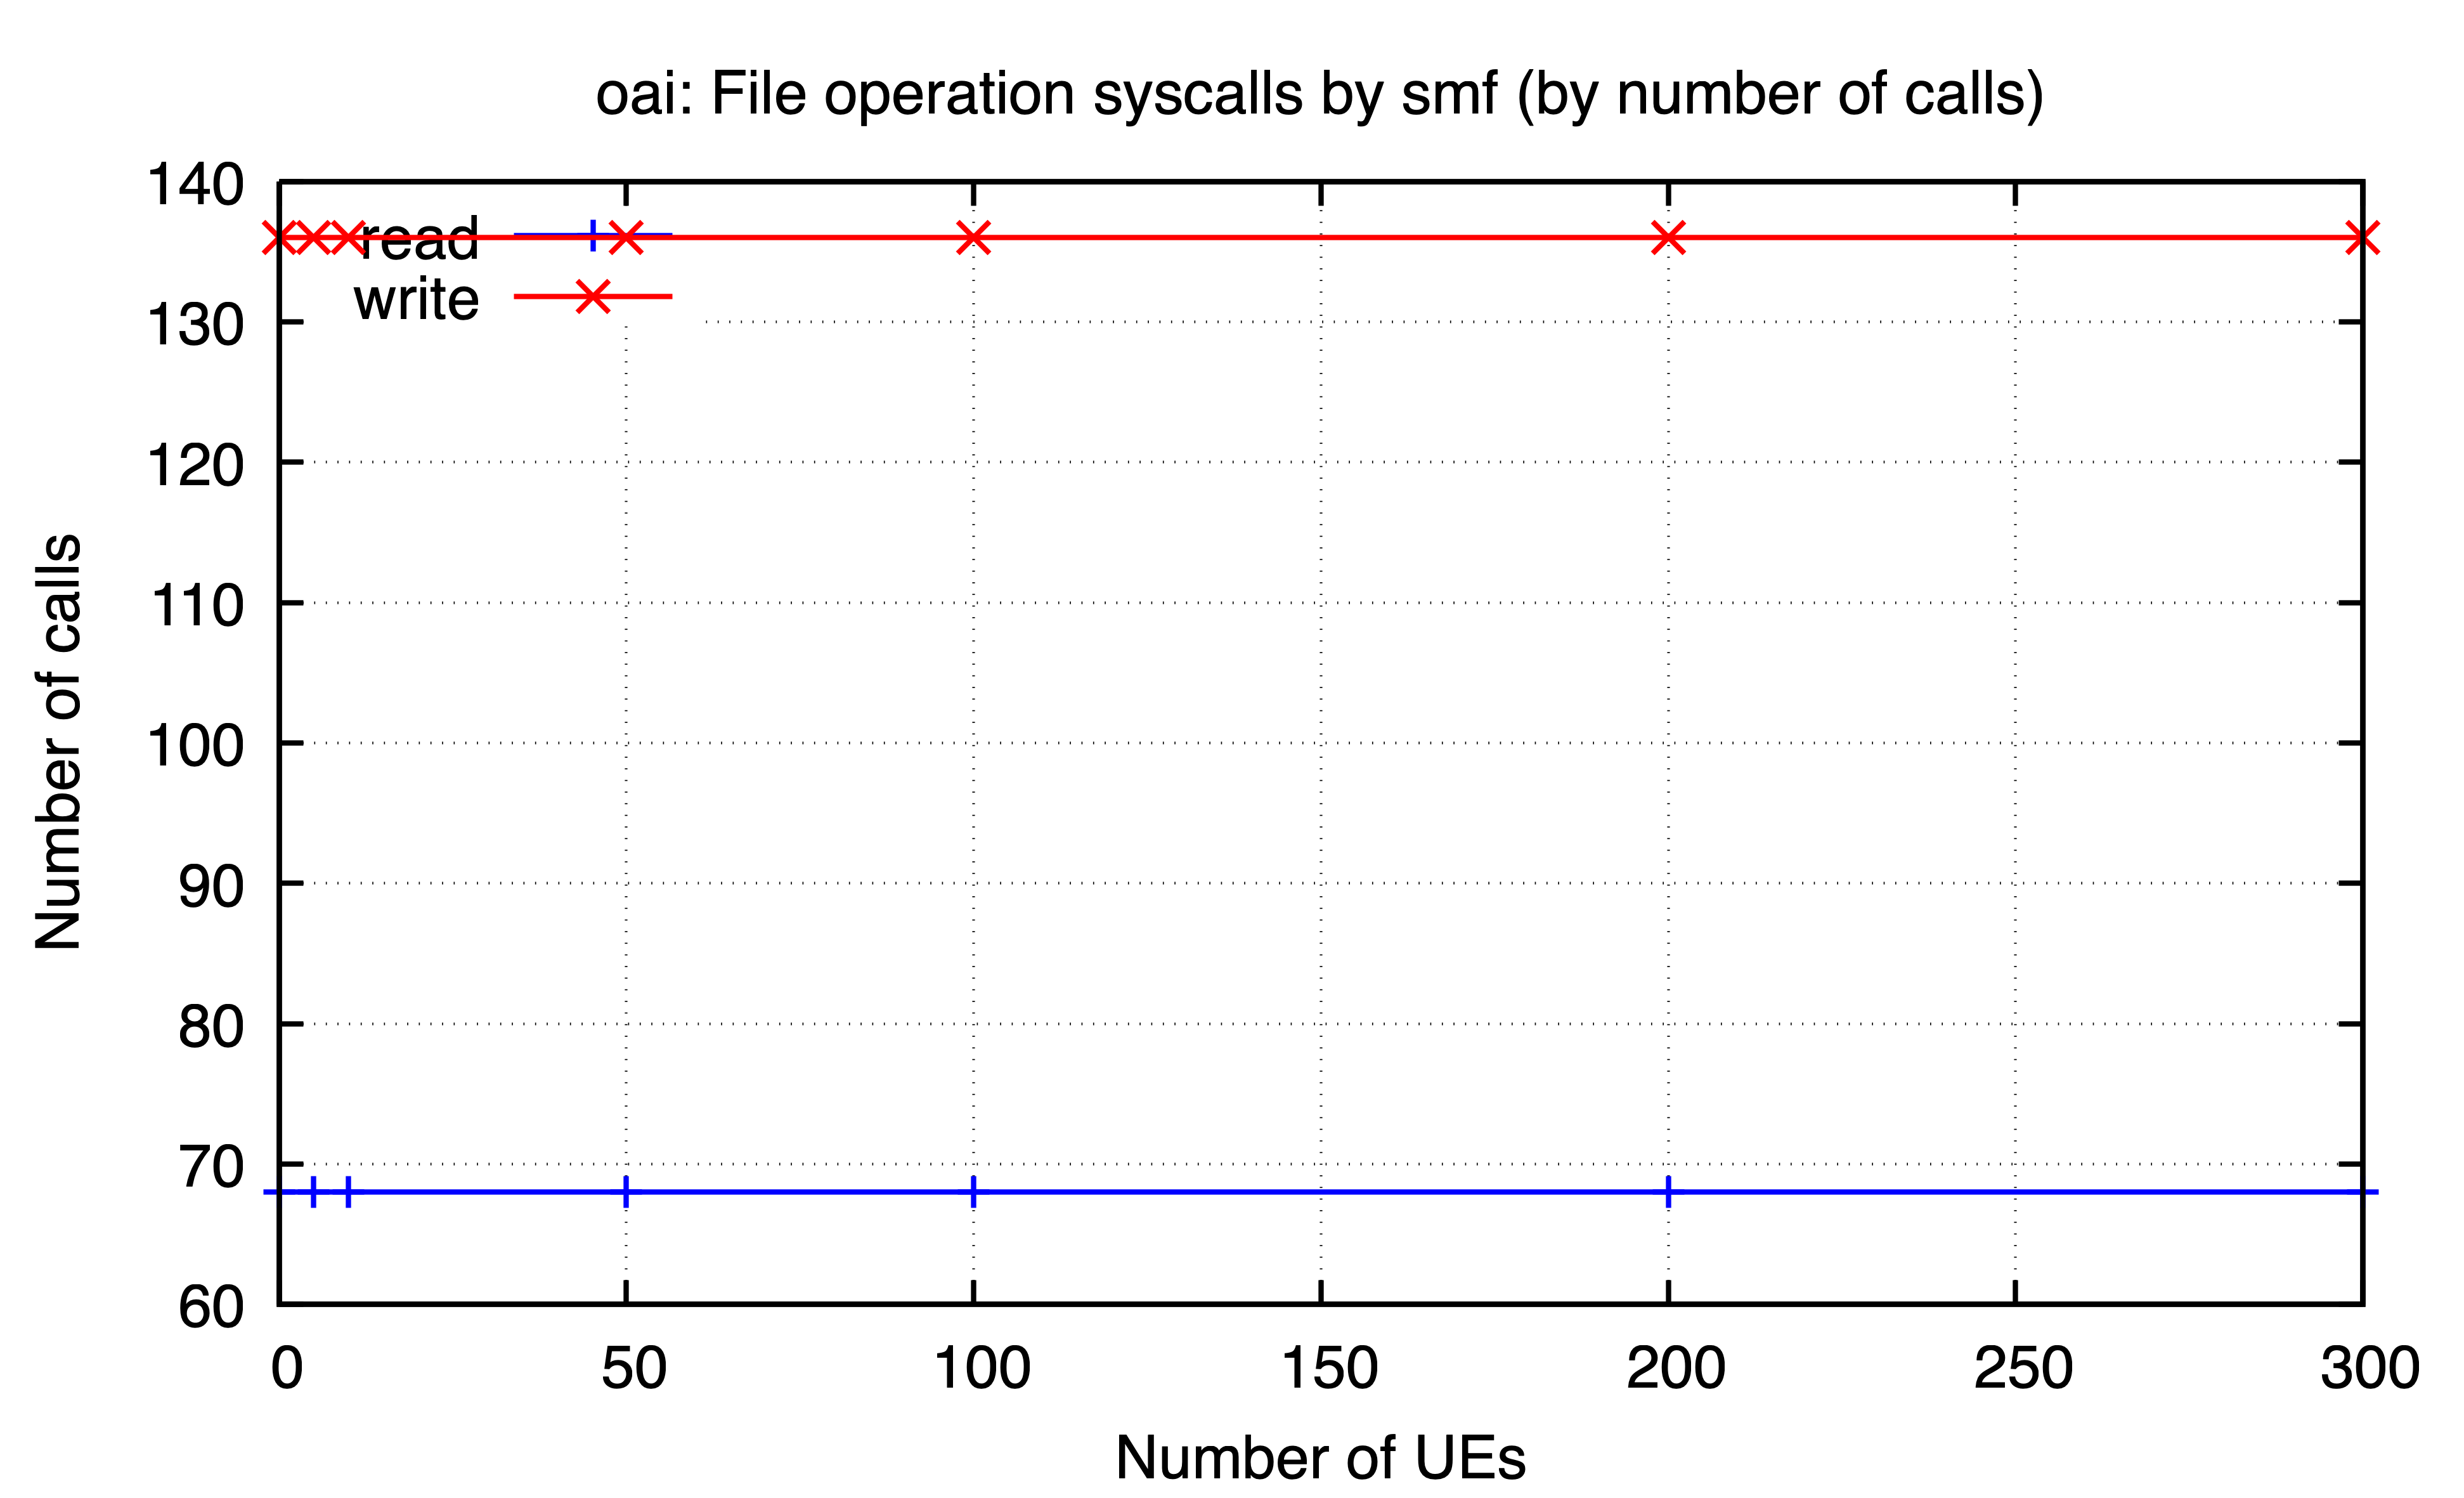 oai: File operation syscalls by smf (by number of calls)
140
read
write
130
120
110
100
90
80
70
60
Number of calls
0 50 100 150 200 250 300
Number of UEs